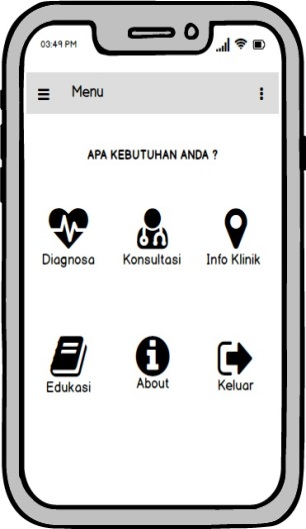 03:49 PM
Menu
APA KEBUTUHAN ANDA ?
Diagnosa Konsultasi Info Klinik
Edukasi About Keluar